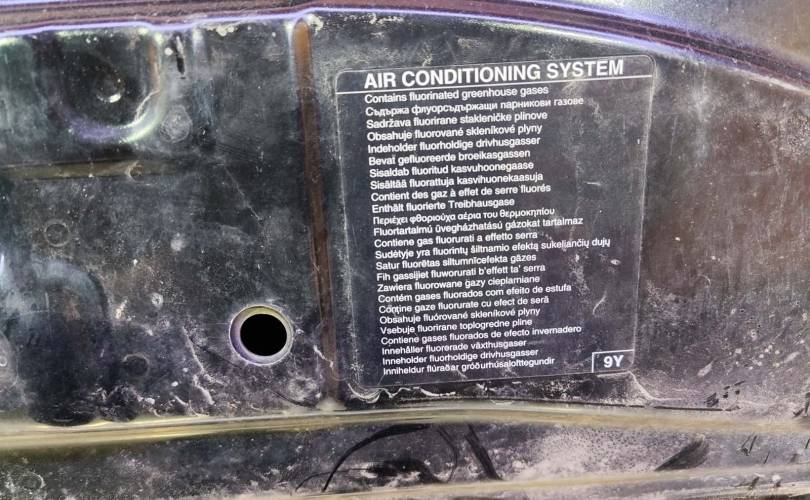 AIR CONDITIONING SYSTEM
Contains fluorinated greenhouse gases
Съдържа флуорсъдържащи парникови газове
Sadržava fluorirane stakleničke plinove
Obsahuje fluorované skleníkové plyny
Indeholder fluorholdige drivhusgasser
Bevat gefluoreerde broeikasgassen
Sisaldab fluoritud kasvuhoonegaase
Sisältää fluorattuja kasvihuonekaasuja
Contient des gaz à effet de serre fluorés
Enthält fluorierte Treibhausgase
Περιέχει φθοριούχα αέρια του θερμοκηπίου
Fluortartalmú üvegházhatású gázokat tartalmaz
Contiene gas fluorurati a effetto serra
Sudėtyje yra fluorintų šiltnamio efektą sukeliančių dujų
Satur fluorētas siltumnīcefekta gāzes
Fih gassijiet fluworurati b'effett ta' serra
Zawiera fluorowane gazy cieplarniane
Contém gases fluorados com efeito de estufa
Conține gaze fluorurate cu efect de seră
Obsahuje fluórované skleníkové plyny
Vsebuje fluorirane toplogredne pline
Contiene gases fluorados de efecto invernadero
Innehåller fluorerade växthusgaser
Inneholder fluorholdige drivhusgasser
Inniheldur flúraðar gróðurhúsalofttegundir
9Y